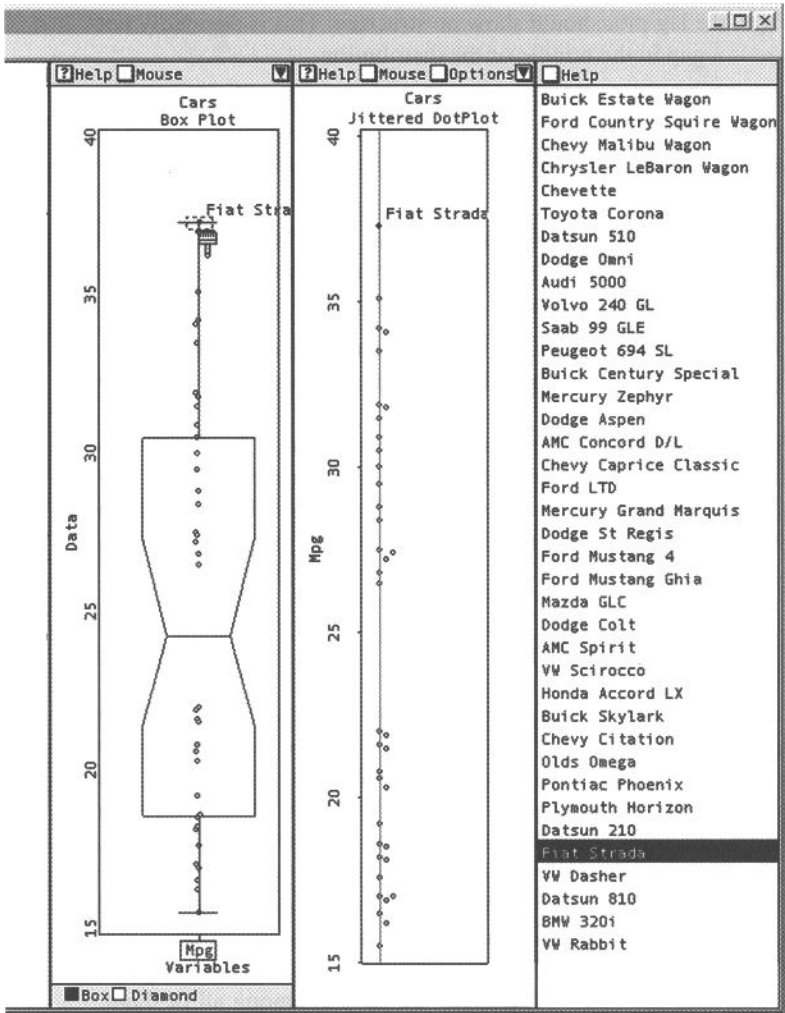 ?Help Mouse
Cars
Box Plot
40
35
30
25
20
15
Data
Fiat Stra
Mpg
Variables
Box Diamond
?Help Mouse Options
Cars
Jittered DotPlot
40
35
30
25
20
15
Mpg
Fiat Strada
Help
Buick Estate Wagon
Ford Country Squire Wagon
Chevy Malibu Wagon
Chrysler LeBaron Wagon
Chevette
Toyota Corona
Datsun 510
Dodge Omni
Audi 5000
Volvo 240 GL
Saab 99 GLE
Peugeot 694 SL
Buick Century Special
Mercury Zephyr
Dodge Aspen
AMC Concord D/L
Chevy Caprice Classic
Ford LTD
Mercury Grand Marquis
Dodge St Regis
Ford Mustang 4
Ford Mustang Ghia
Mazda GLC
Dodge Colt
AMC Spirit
VW Scirocco
Honda Accord LX
Buick Skylark
Chevy Citation
Olds Omega
Pontiac Phoenix
Plymouth Horizon
Datsun 210
Fiat Strada
VW Dasher
Datsun 810
BMW 320i
VW Rabbit